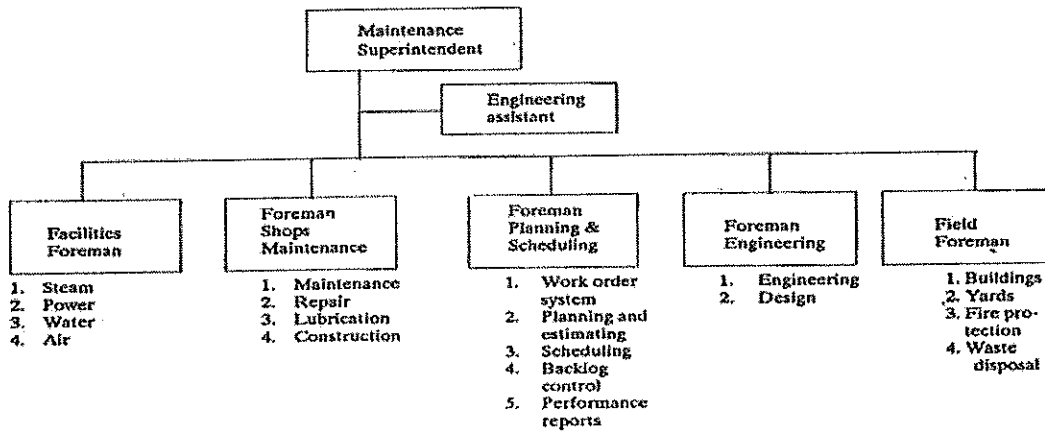 Maintenance
Superintendent
Engineering
assistant
Facilities
Foreman
1. Steam
2. Power
3. Water
4. Air
Foreman
Shops
Maintenance
1. Maintenance
2. Repair
3. Lubrication
4. Construction
Foreman
Planning &
Scheduling
1. Work order
system
2. Planning and
estimating
3. Scheduling
4. Backlog
control
5. Performance
reports
Foreman
Engineering
1. Engineering
2. Design
Field
Foreman
1. Buildings
2. Yards
3. Fire pro-
tection
4. Waste
disposal